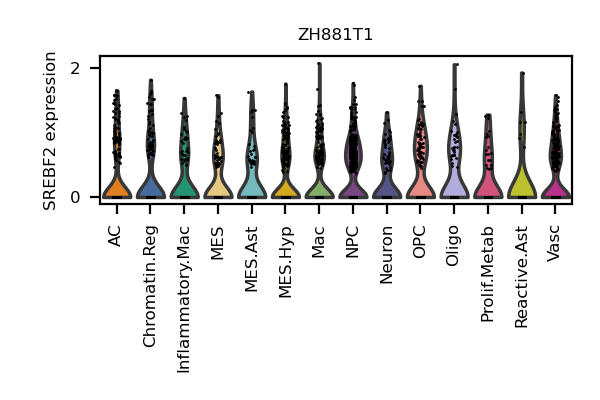 ZH881T1
SREBF2 expression
2
0
AC
Chromatin.Reg
Inflammatory.Mac
MES
MES.Ast
MES.Hyp
Mac
NPC
Neuron
OPC
Oligo
Prolif.Metab
Reactive.Ast
Vasc